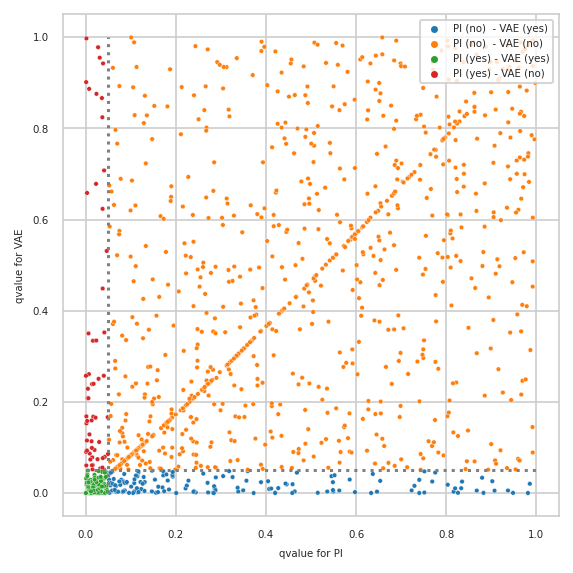 PI (no)  - VAE (yes)
PI (no)  - VAE (no)
PI (yes) - VAE (yes)
PI (yes) - VAE (no)
1.0
0.8
0.6
0.4
0.2
0.0
qvalue for VAE
0.0 0.2 0.4 0.6 0.8 1.0
qvalue for PI